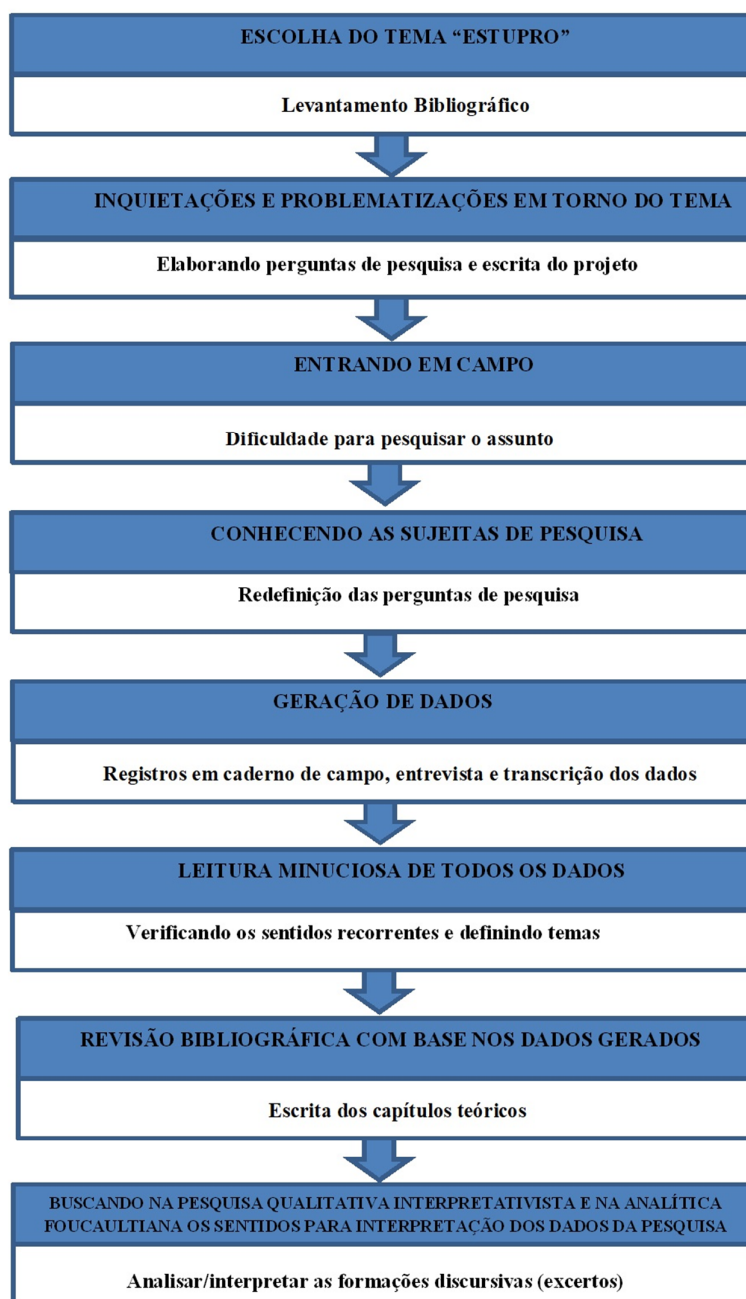 ESCOLHA DO TEMA “ESTUPRO”
Levantamento Bibliográfico
INQUIETAÇÕES E PROBLEMATIZAÇÕES EM TORNO DO TEMA
Elaborando perguntas de pesquisa e escrita do projeto
ENTRANDO EM CAMPO
Dificuldade para pesquisar o assunto
CONHECENDO AS SUJEITAS DE PESQUISA
Redefinição das perguntas de pesquisa
GERAÇÃO DE DADOS
Registros em caderno de campo, entrevista e transcrição dos dados
LEITURA MINUCIOSA DE TODOS OS DADOS
Verificando os sentidos recorrentes e definindo temas
REVISÃO BIBLIOGRÁFICA COM BASE NOS DADOS GERADOS
Escrita dos capítulos teóricos
BUSCANDO NA PESQUISA QUALITATIVA INTERPRETATIVISTA E NA ANALÍTICA
FOUCAULTIANA OS SENTIDOS PARA INTERPRETAÇÃO DOS DADOS DA PESQUISA
Analisar/interpretar as formações discursivas (excertos)